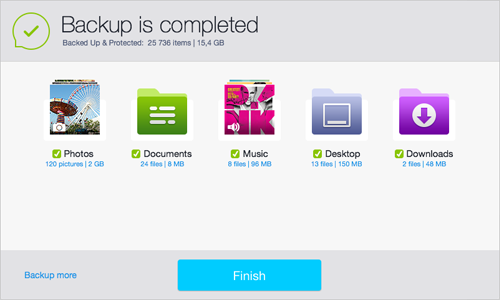 Backup is completed
Backed Up & Protected: 25 736 items | 15,4 GB
Photos
120 pictures | 2 GB
Documents
24 files | 8 MB
Music
8 files | 96 MB
Desktop
13 files | 150 MB
Downloads
2 files | 48 MB
Backup more
Finish